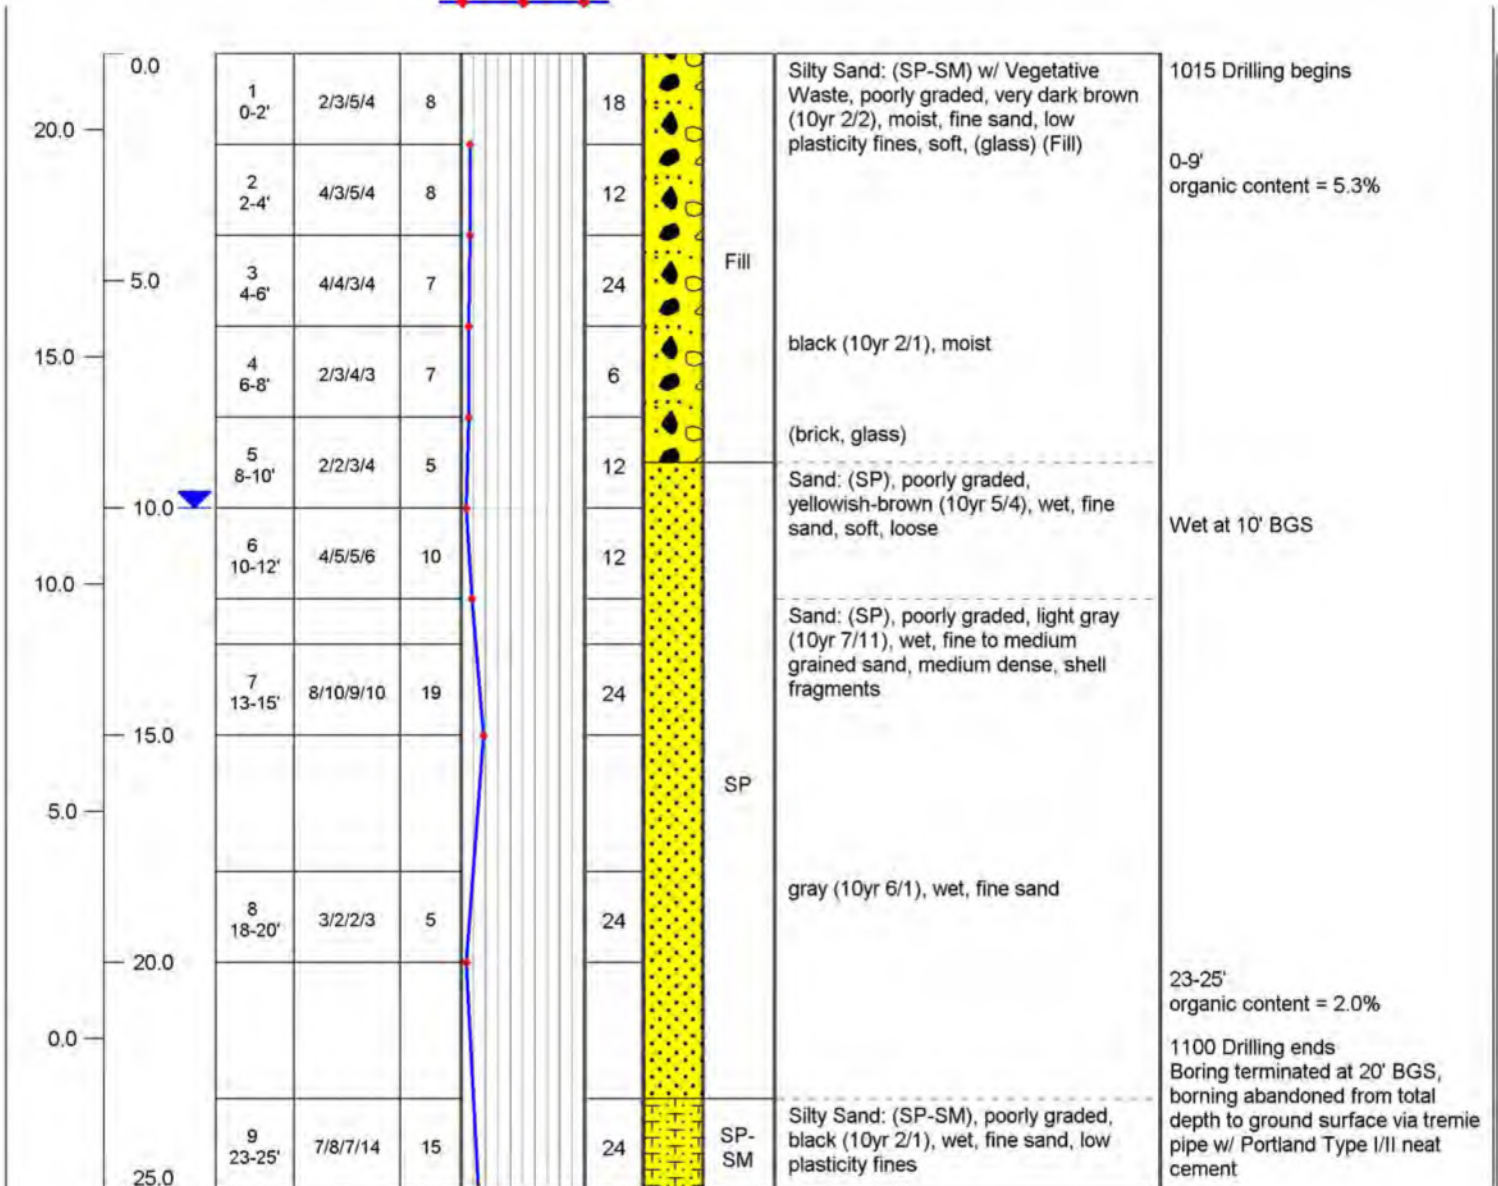 0.0
20.0
5.0
15.0
10.0
10.0
15.0
5.0
20.0
0.0
25.0
1
0-2'
2/3/5/4
8
18
2
2-4'
4/3/5/4
8
12
3
4-6'
4/4/3/4
7
24
4
6-8'
2/3/4/3
7
6
5
8-10'
2/2/3/4
5
12
6
10-12'
4/5/5/6
10
12
7
13-15'
8/10/9/10
19
24
8
18-20'
3/2/2/3
5
24
9
23-25'
7/8/7/14
15
24
Fill
SP
SP-
SM
Silty Sand: (SP-SM) w/ Vegetative
Waste, poorly graded, very dark brown
(10yr 2/2), moist, fine sand, low
plasticity fines, soft, (glass) (Fill)
black (10yr 2/1), moist
(brick, glass)
Sand: (SP), poorly graded,
yellowish-brown (10yr 5/4), wet, fine
sand, soft, loose
Sand: (SP), poorly graded, light gray
(10yr 7/11), wet, fine to medium
grained sand, medium dense, shell
fragments
gray (10yr 6/1), wet, fine sand
Silty Sand: (SP-SM), poorly graded,
black (10yr 2/1), wet, fine sand, low
plasticity fines
1015 Drilling begins
0-9'
organic content = 5.3%
Wet at 10' BGS
23-25'
organic content = 2.0%
1100 Drilling ends
Boring terminated at 20' BGS,
borning abandoned from total
depth to ground surface via tremie
pipe w/ Portland Type I/II neat
cement